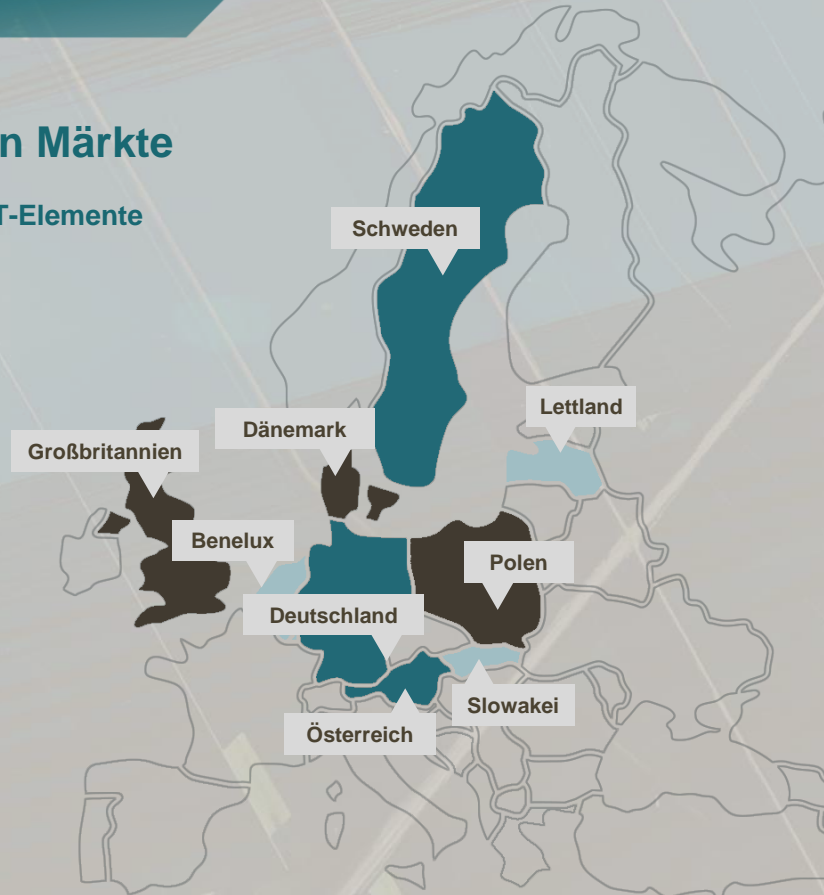 n Märkte
T-Elemente
Schweden
Lettland
Dänemark
Großbritannien
Benelux
Polen
Deutschland
Slowakei
Österreich